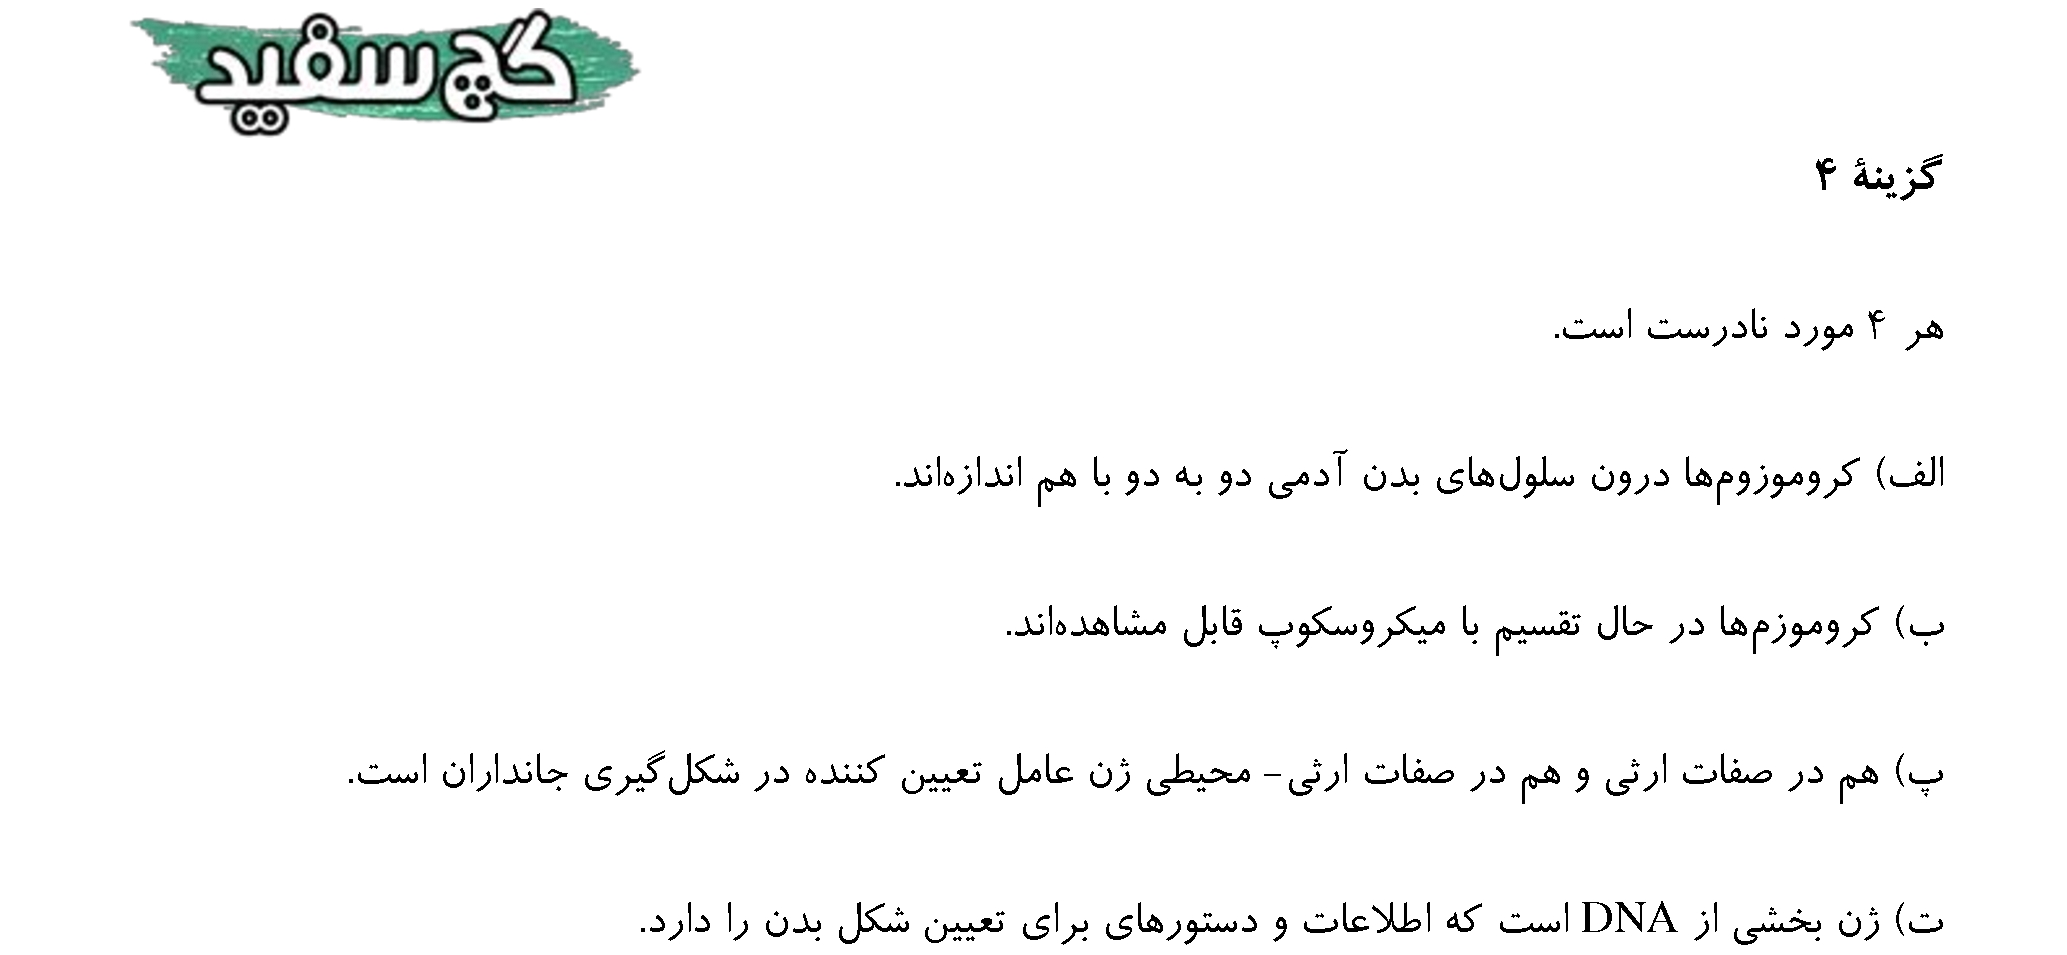 گچ سفید
گزینهٔ ۴
هر ۴ مورد نادرست است.
الف) کروموزوم‌ها درون سلول‌های بدن آدمی دو به دو با هم اندازه‌اند.
ب) کروموزم‌ها در حال تقسیم با میکروسکوپ قابل مشاهده‌اند.
پ) هم در صفات ارثی و هم در صفات ارثی- محیطی ژن عامل تعیین کننده در شکل‌گیری جانداران است.
ت) ژن بخشی از DNA است که اطلاعات و دستورهای برای تعیین شکل بدن را دارد.